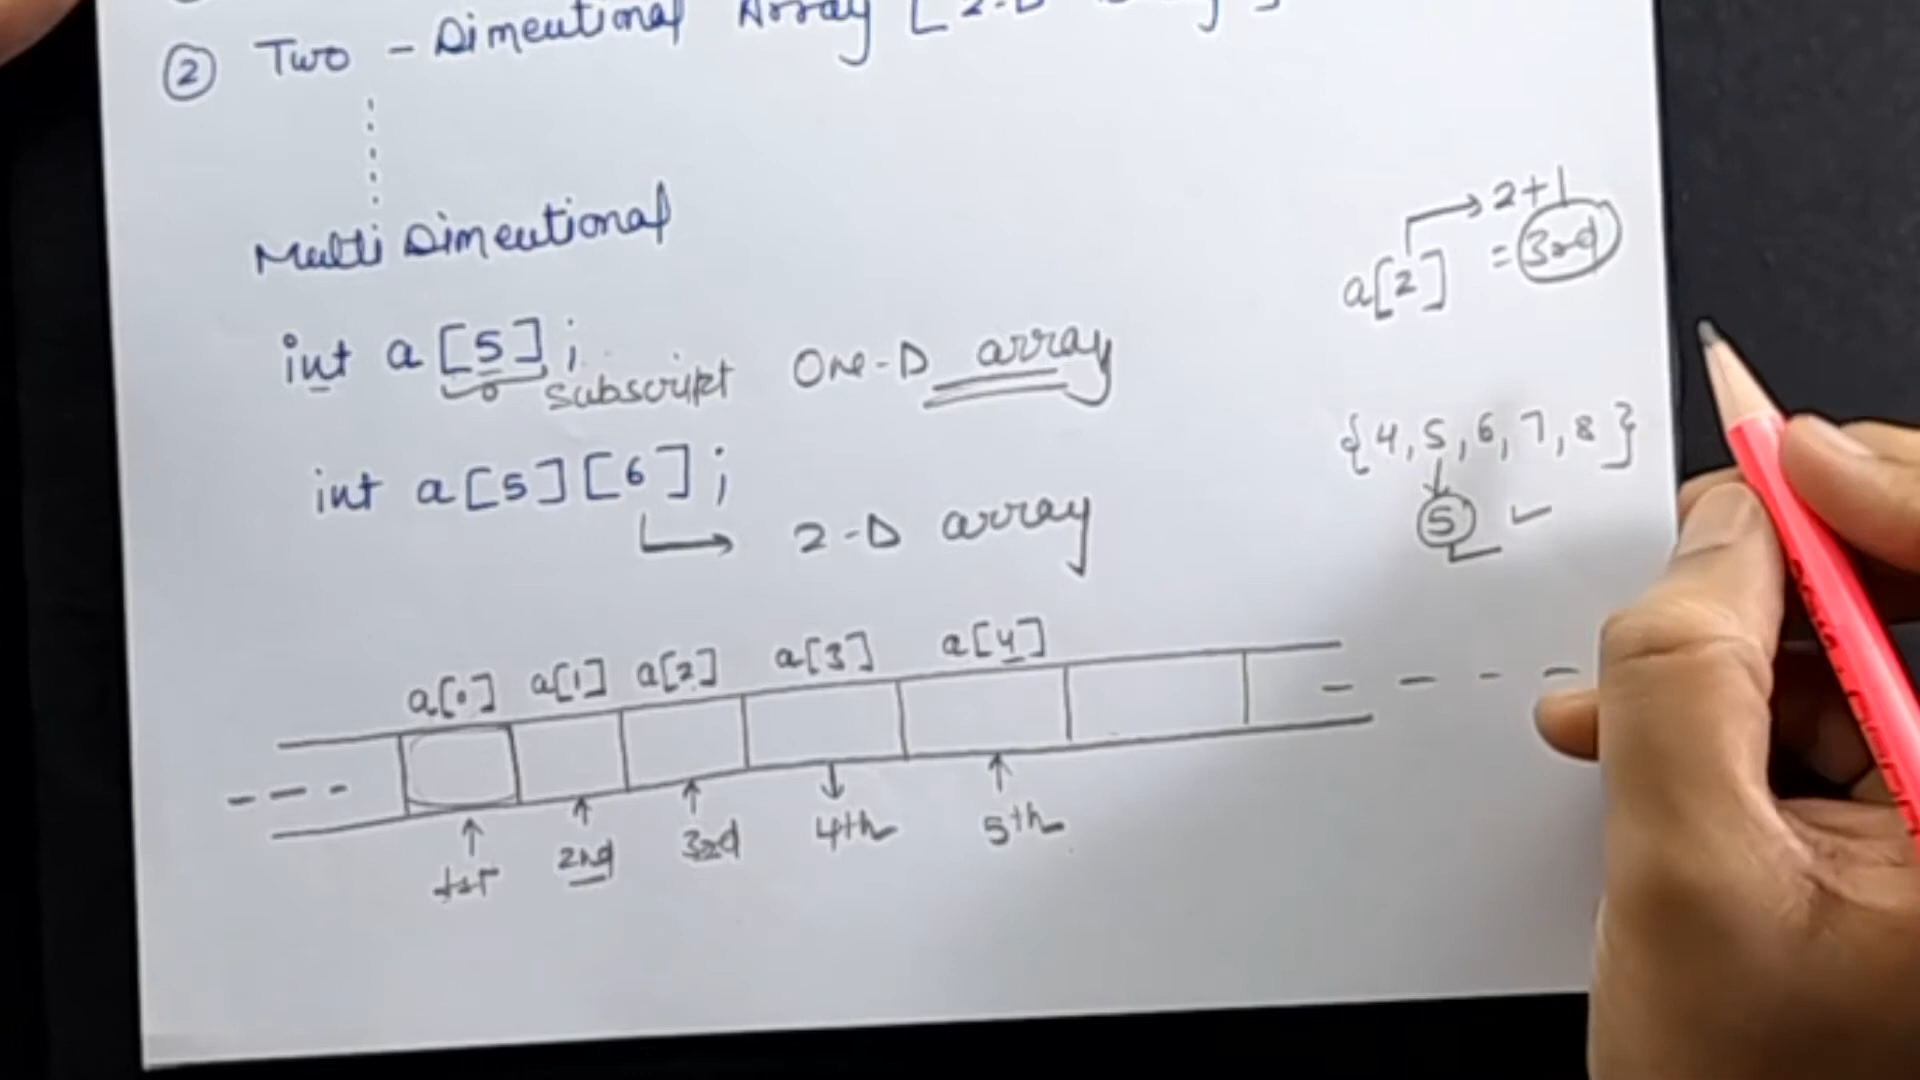 ② Two - Dimentional Array [2-D
Multi Dimentional
int a[5];
subscript One-D array
int a[5][6];
2-D array
2+1
a[2] = 3rd
{4,5,6,7,8}
5 ✓
a[0] a[1] a[2] a[3] a[4]
1st 2nd 3rd 4th 5th